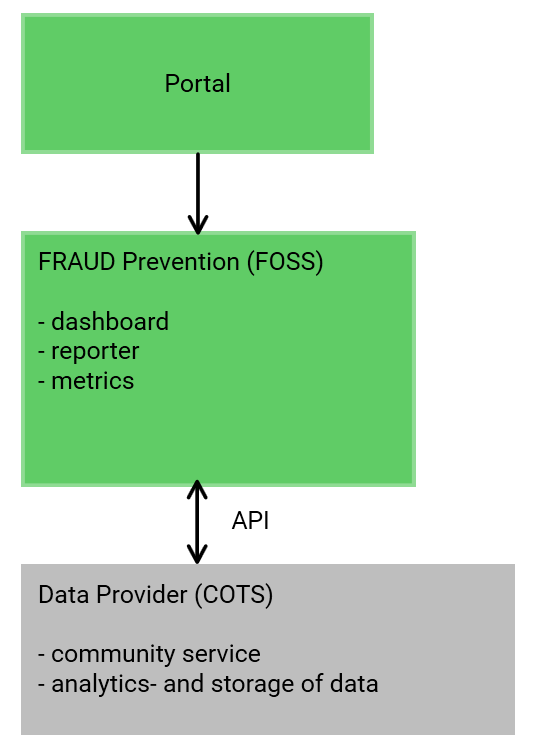 Portal
FRAUD Prevention (FOSS)
- dashboard
- reporter
- metrics
API
Data Provider (COTS)
- community service
- analytics- and storage of data